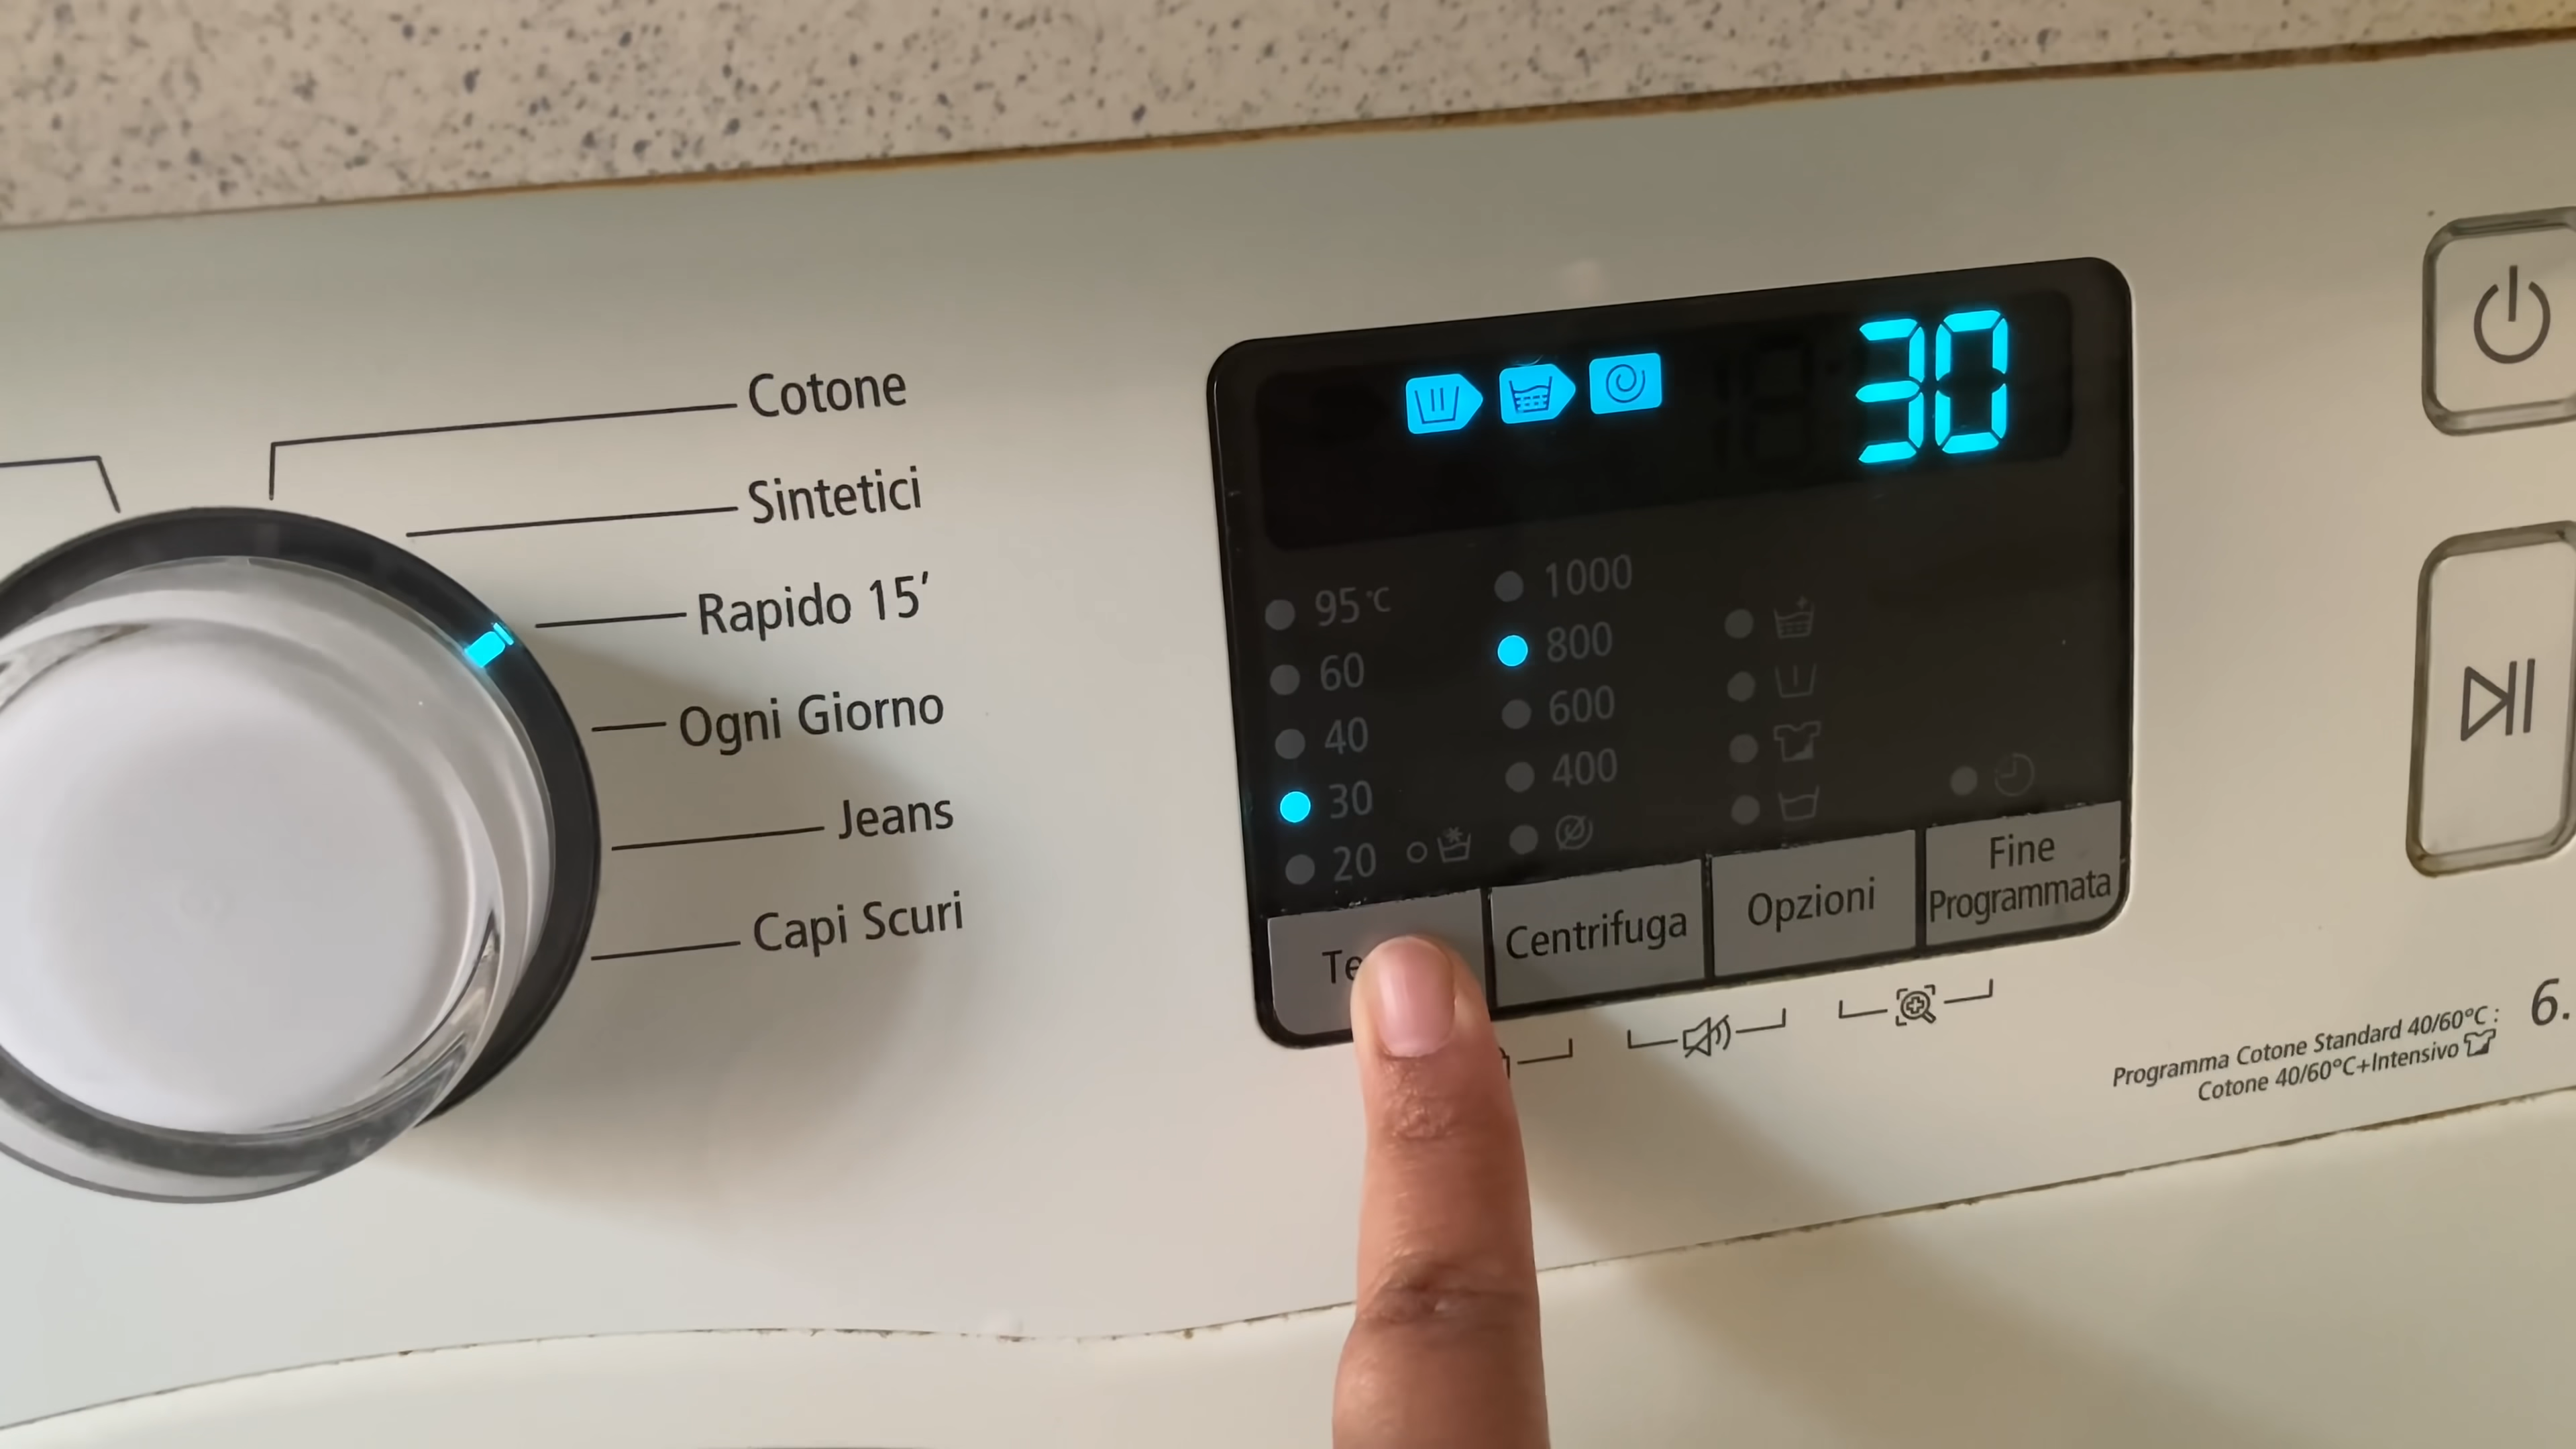 Cotone
Sintetici
Rapido 15’
Ogni Giorno
Jeans
Capi Scuri
30
95 °C
60
40
30
20
1000
800
600
400
Te
Centrifuga
Opzioni
Fine
Programmata
Programma Cotone Standard 40/60°C :
Cotone 40/60°C+Intensivo
6.